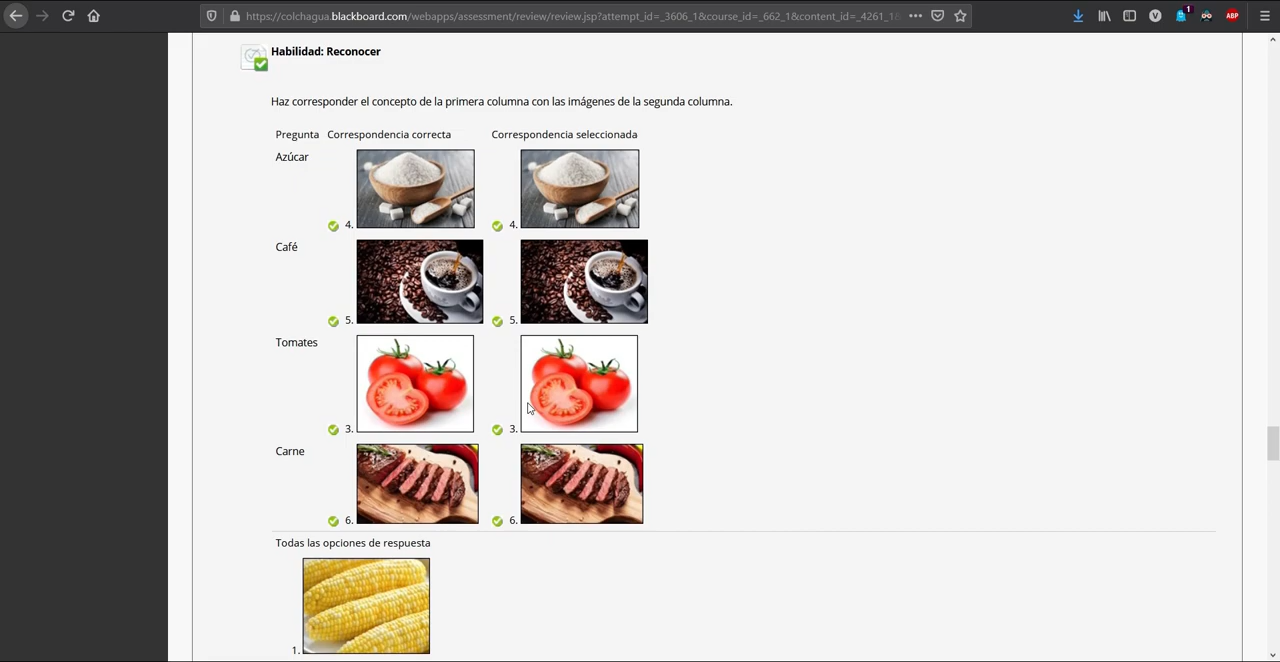 https://colchagua.blackboard.com/webapps/assessment/review/review.jsp?attempt_id=_3606_1&course_id=_662_1&content_id=_4261_1&
1
ABP
Habilidad: Reconocer
Haz corresponder el concepto de la primera columna con las imágenes de la segunda columna.
Pregunta Correspondencia correcta Correspondencia seleccionada
Azúcar
4. 4.
Café
5. 5.
Tomates
3. 3.
Carne
6. 6.
Todas las opciones de respuesta
1.